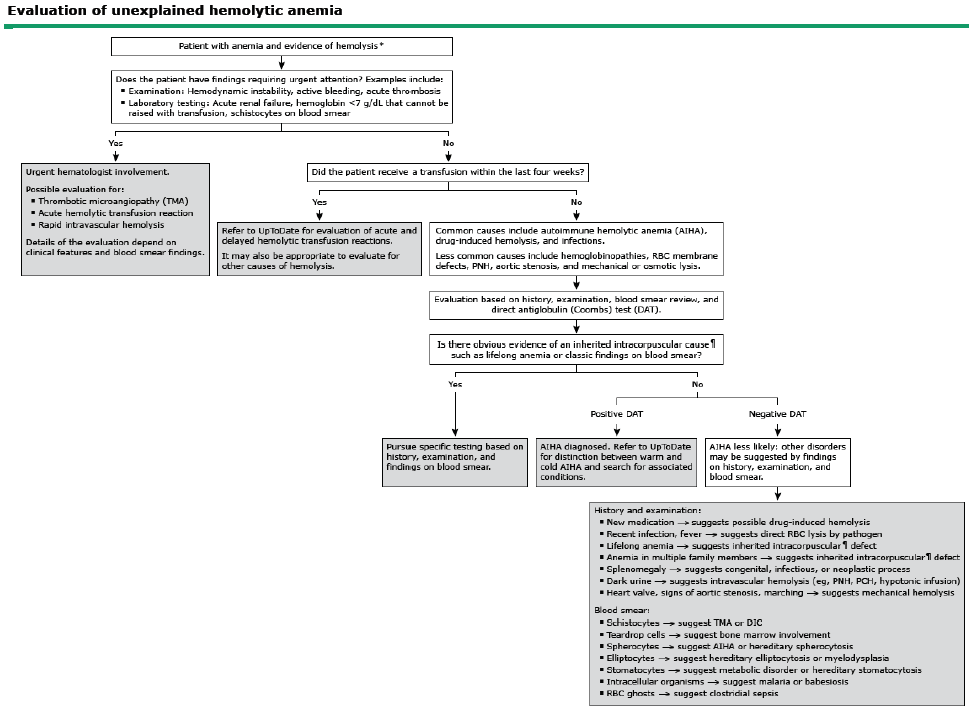 Evaluation of unexplained hemolytic anemia
Patient with anemia and evidence of hemolysis*
Does the patient have findings requiring urgent attention? Examples include:
▪ Examination: Hemodynamic instability, active bleeding, acute thrombosis
▪ Laboratory testing: Acute renal failure, hemoglobin <7 g/dL that cannot be
raised with transfusion, schistocytes on blood smear
Yes
No
Urgent hematologist involvement.
Possible evaluation for:
▪ Thrombotic microangiopathy (TMA)
▪ Acute hemolytic transfusion reaction
▪ Rapid intravascular hemolysis
Details of the evaluation depend on
clinical features and blood smear findings.
Did the patient receive a transfusion within the last four weeks?
Yes
No
Refer to UpToDate for evaluation of acute and
delayed hemolytic transfusion reactions.
It may also be appropriate to evaluate for
other causes of hemolysis.
Common causes include autoimmune hemolytic anemia (AIHA),
drug-induced hemolysis, and infections.
Less common causes include hemoglobinopathies, RBC membrane
defects, PNH, aortic stenosis, and mechanical or osmotic lysis.
Evaluation based on history, examination, blood smear review, and
direct antiglobulin (Coombs) test (DAT).
Is there obvious evidence of an inherited intracorpuscular cause¶
such as lifelong anemia or classic findings on blood smear?
Yes
No
Positive DAT
Negative DAT
Pursue specific testing based on
history, examination, and
findings on blood smear.
AIHA diagnosed. Refer to UpToDate
for distinction between warm and
cold AIHA and search for associated
conditions.
AIHA less likely; other disorders
may be suggested by findings
on history, examination, and
blood smear.
History and examination:
▪ New medication → suggests possible drug-induced hemolysis
▪ Recent infection, fever → suggests direct RBC lysis by pathogen
▪ Lifelong anemia → suggests inherited intracorpuscular¶ defect
▪ Anemia in multiple family members → suggests inherited intracorpuscular¶ defect
▪ Splenomegaly → suggests congenital, infectious, or neoplastic process
▪ Dark urine → suggests intravascular hemolysis (eg, PNH, PCH, hypotonic infusion)
▪ Heart valve, signs of aortic stenosis, marching → suggests mechanical hemolysis
Blood smear:
▪ Schistocytes → suggest TMA or DIC
▪ Teardrop cells → suggest bone marrow involvement
▪ Spherocytes → suggest AIHA or hereditary spherocytosis
▪ Elliptocytes → suggest hereditary elliptocytosis or myelodysplasia
▪ Stomatocytes → suggest metabolic disorder or hereditary stomatocytosis
▪ Intracellular organisms → suggest malaria or babesiosis
▪ RBC ghosts → suggest clostridial sepsis